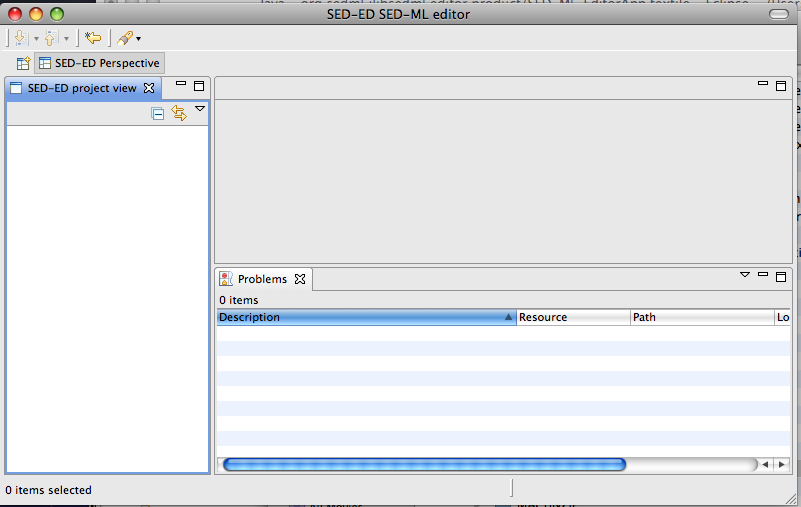 SED-ED SED-ML editor
SED-ED Perspective
SED-ED project view
Problems
0 items
Description Resource Path Lo
0 items selected